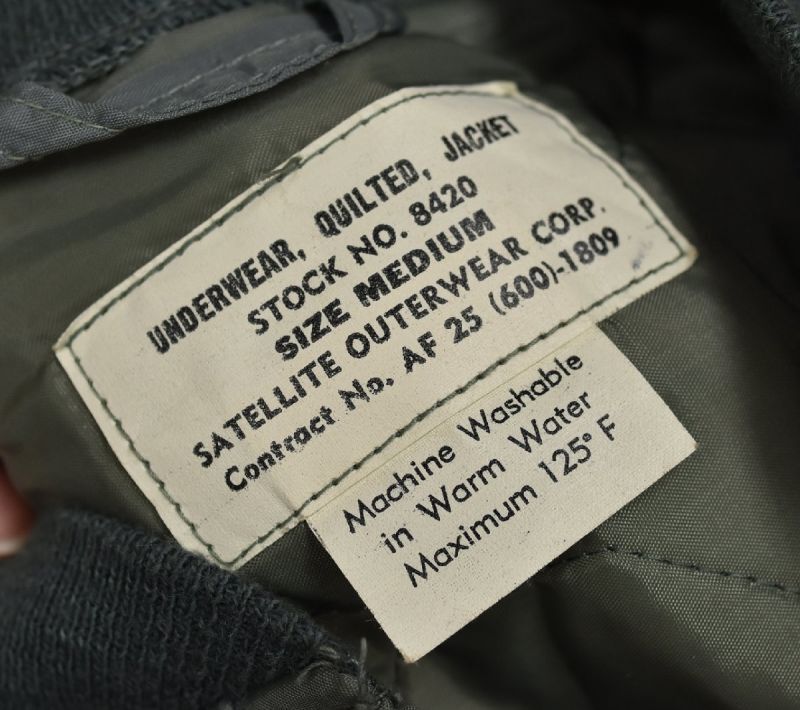 UNDERWEAR, QUILTED, JACKET
STOCK NO. 8420
SIZE MEDIUM
SATELLITE OUTERWEAR CORP.
Contract No. AF 25 (600)-1809
Machine Washable
in Warm Water
Maximum 125° F